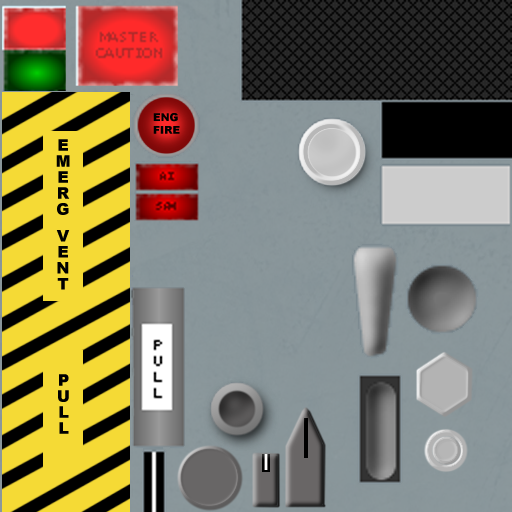 MASTER
CAUTION
ENG
FIRE
AI
SAM
EMERG VENT
PULL
PULL